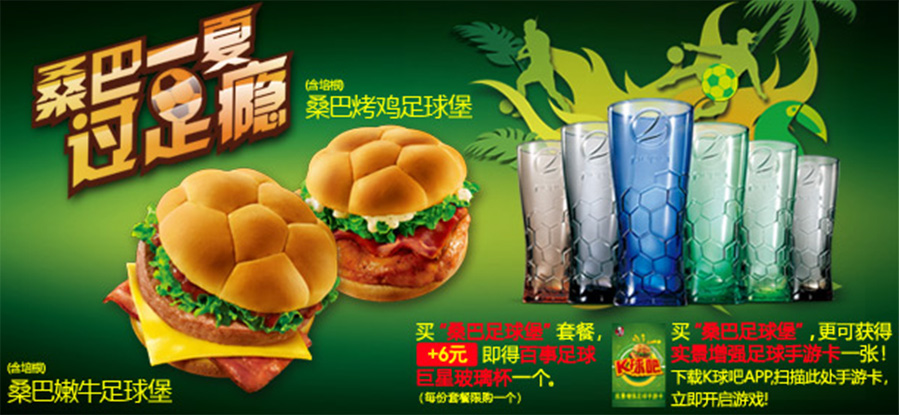 桑巴一夏
过足瘾
(含培根)
桑巴烤鸡足球堡
(含培根)
桑巴嫩牛足球堡
买“桑巴足球堡”套餐,
+6元 即得百事足球
巨星玻璃杯一个。
(每份套餐限购一个)
K球吧
买“桑巴足球堡”,更可获得
实景增强足球手游卡一张!
下载K球吧APP,扫描此处手游卡,
立即开启游戏!